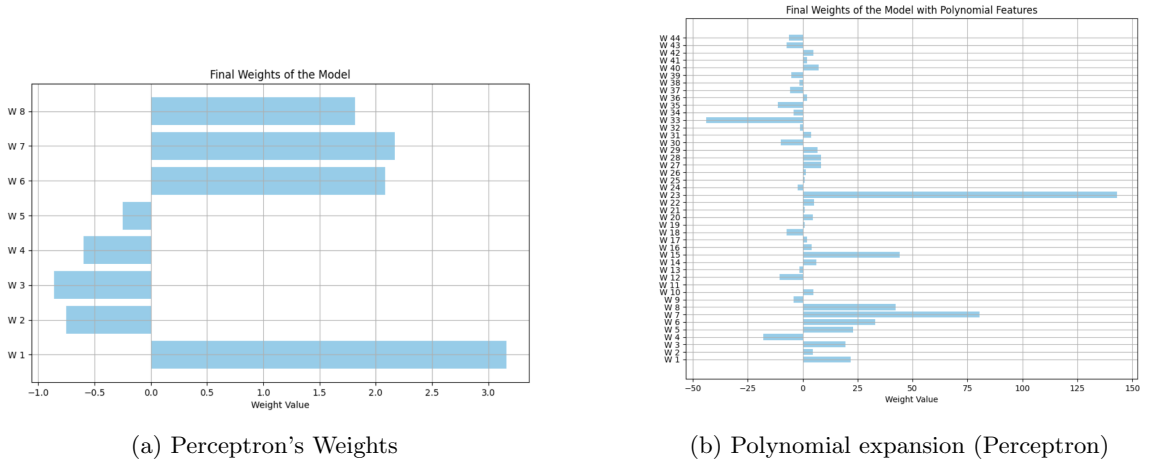 Final Weights of the Model
W 8
W 7
W 6
W 5
W 4
W 3
W 2
W 1
−1.0 −0.5 0.0 0.5 1.0 1.5 2.0 2.5 3.0
Weight Value
(a) Perceptron's Weights
Final Weights of the Model with Polynomial Features
W 44
W 43
W 42
W 41
W 40
W 39
W 38
W 37
W 36
W 35
W 34
W 33
W 32
W 31
W 30
W 29
W 28
W 27
W 26
W 25
W 24
W 23
W 22
W 21
W 20
W 19
W 18
W 17
W 16
W 15
W 14
W 13
W 12
W 11
W 10
W 9
W 8
W 7
W 6
W 5
W 4
W 3
W 2
W 1
−50 −25 0 25 50 75 100 125 150
Weight Value
(b) Polynomial expansion (Perceptron)